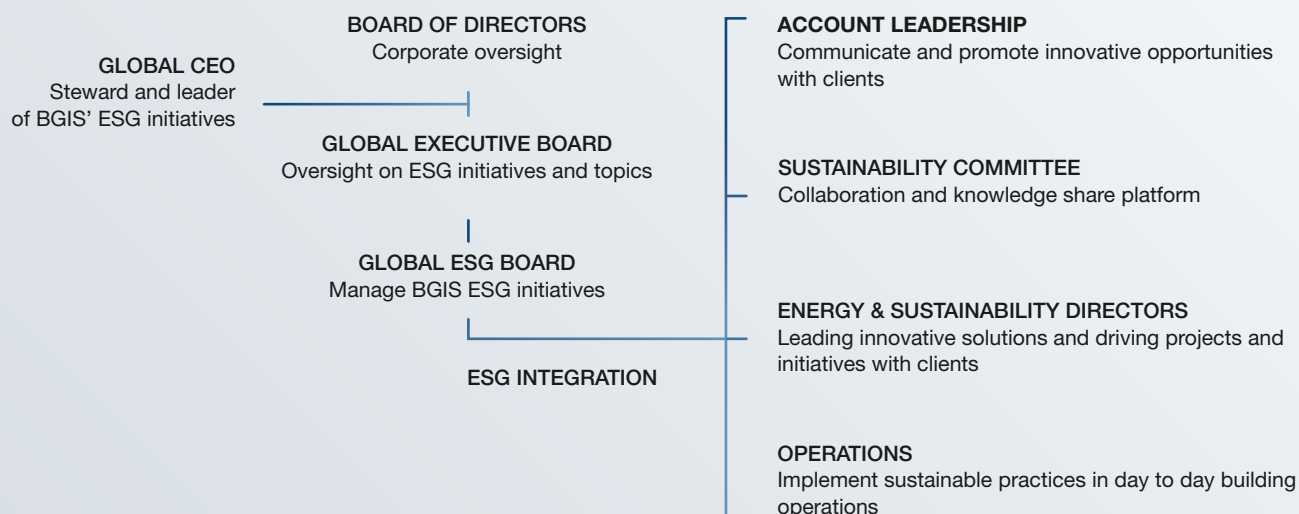 BOARD OF DIRECTORS
Corporate oversight
GLOBAL CEO
Steward and leader
of BGIS’ ESG initiatives
GLOBAL EXECUTIVE BOARD
Oversight on ESG initiatives and topics
GLOBAL ESG BOARD
Manage BGIS ESG initiatives
ESG INTEGRATION
ACCOUNT LEADERSHIP
Communicate and promote innovative opportunities
with clients
SUSTAINABILITY COMMITTEE
Collaboration and knowledge share platform
ENERGY & SUSTAINABILITY DIRECTORS
Leading innovative solutions and driving projects and
initiatives with clients
OPERATIONS
Implement sustainable practices in day to day building
operations